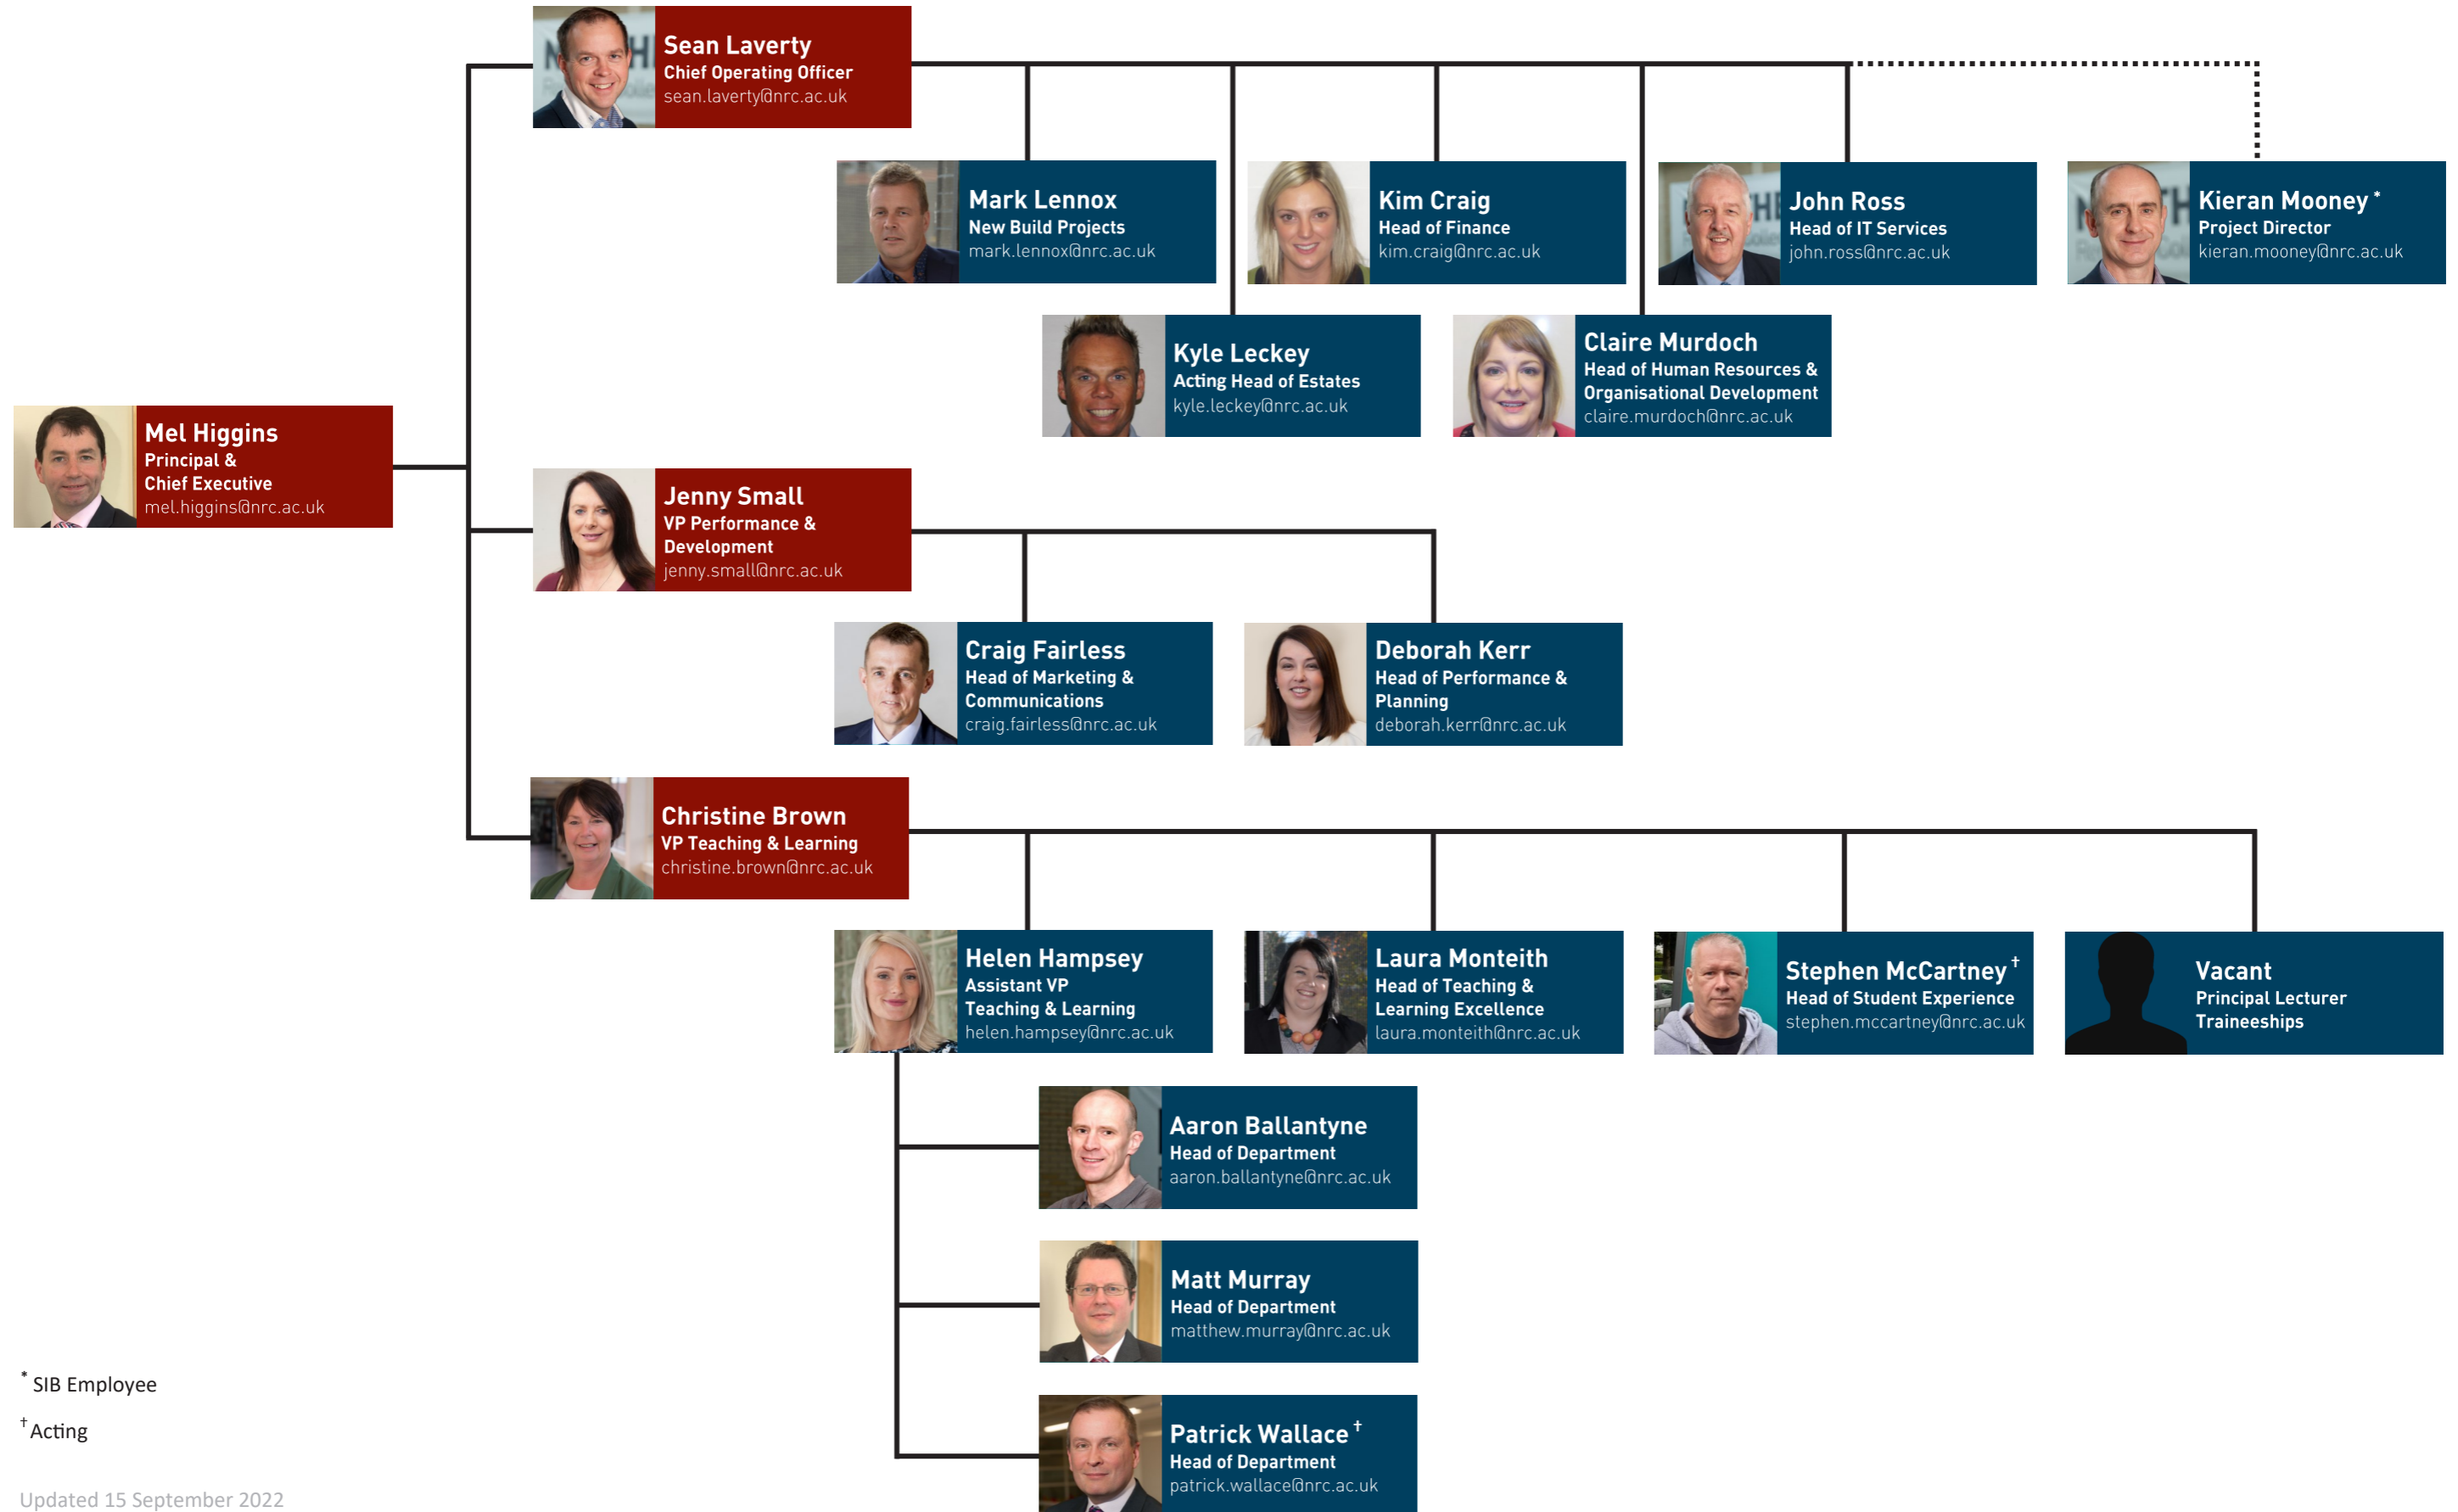 Sean Laverty
Chief Operating Officer
sean.laverty@nrc.ac.uk
Mark Lennox
New Build Projects
mark.lennox@nrc.ac.uk
Kim Craig
Head of Finance
kim.craig@nrc.ac.uk
John Ross
Head of IT Services
john.ross@nrc.ac.uk
Kieran Mooney *
Project Director
kieran.mooney@nrc.ac.uk
Kyle Leckey
Acting Head of Estates
kyle.leckey@nrc.ac.uk
Claire Murdoch
Head of Human Resources &
Organisational Development
claire.murdoch@nrc.ac.uk
Mel Higgins
Principal &
Chief Executive
mel.higgins@nrc.ac.uk
Jenny Small
VP Performance &
Development
jenny.small@nrc.ac.uk
Craig Fairless
Head of Marketing &
Communications
craig.fairless@nrc.ac.uk
Deborah Kerr
Head of Performance &
Planning
deborah.kerr@nrc.ac.uk
Christine Brown
VP Teaching & Learning
christine.brown@nrc.ac.uk
Helen Hampsey
Assistant VP
Teaching & Learning
helen.hampsey@nrc.ac.uk
Laura Monteith
Head of Teaching &
Learning Excellence
laura.monteith@nrc.ac.uk
Stephen McCartney †
Head of Student Experience
stephen.mccartney@nrc.ac.uk
Vacant
Principal Lecturer
Traineeships
Aaron Ballantyne
Head of Department
aaron.ballantyne@nrc.ac.uk
Matt Murray
Head of Department
matthew.murray@nrc.ac.uk
Patrick Wallace †
Head of Department
patrick.wallace@nrc.ac.uk
* SIB Employee
† Acting
Updated 15 September 2022